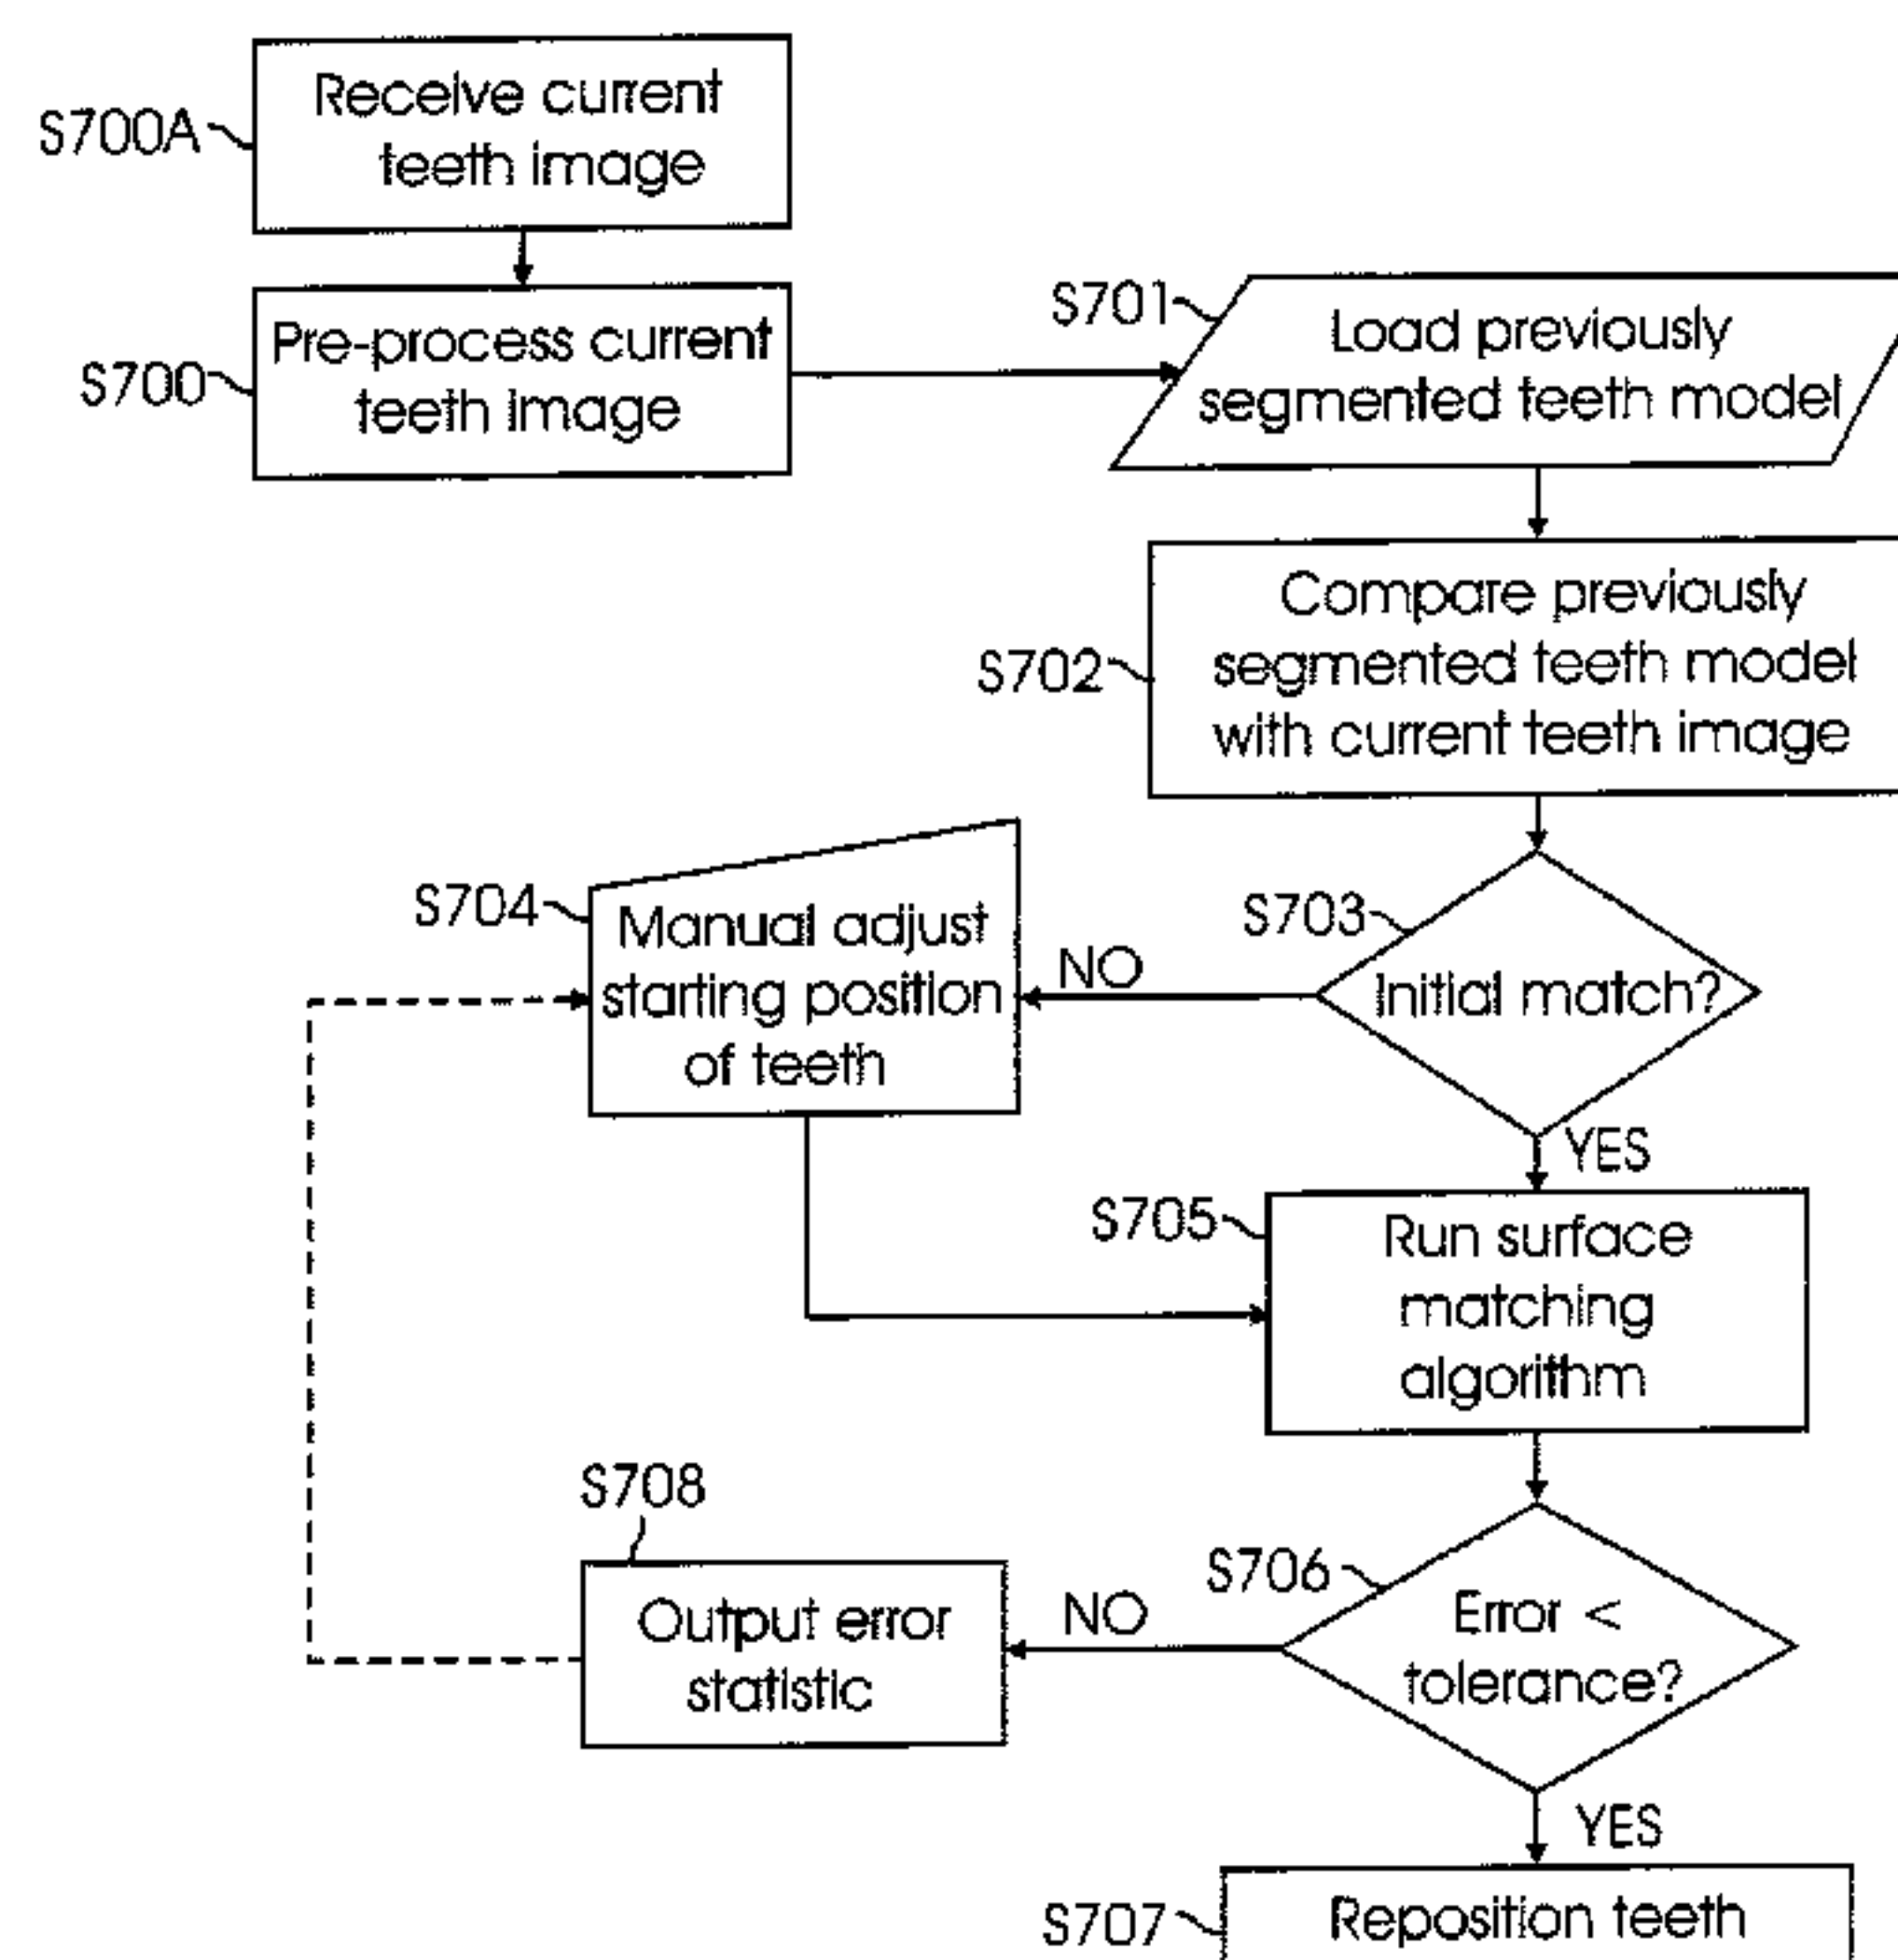 S700A
Receive current
teeth image
S700
Pre-process current
teeth image
S701
Load previously
segmented teeth model
S702
Compare previously
segmented teeth model
with current teeth image
S703
Initial match?
NO
YES
S704
Manual adjust
starting position
of teeth
S705
Run surface
matching
algorithm
S706
Error <
tolerance?
NO
YES
S708
Output error
statistic
S707
Reposition teeth